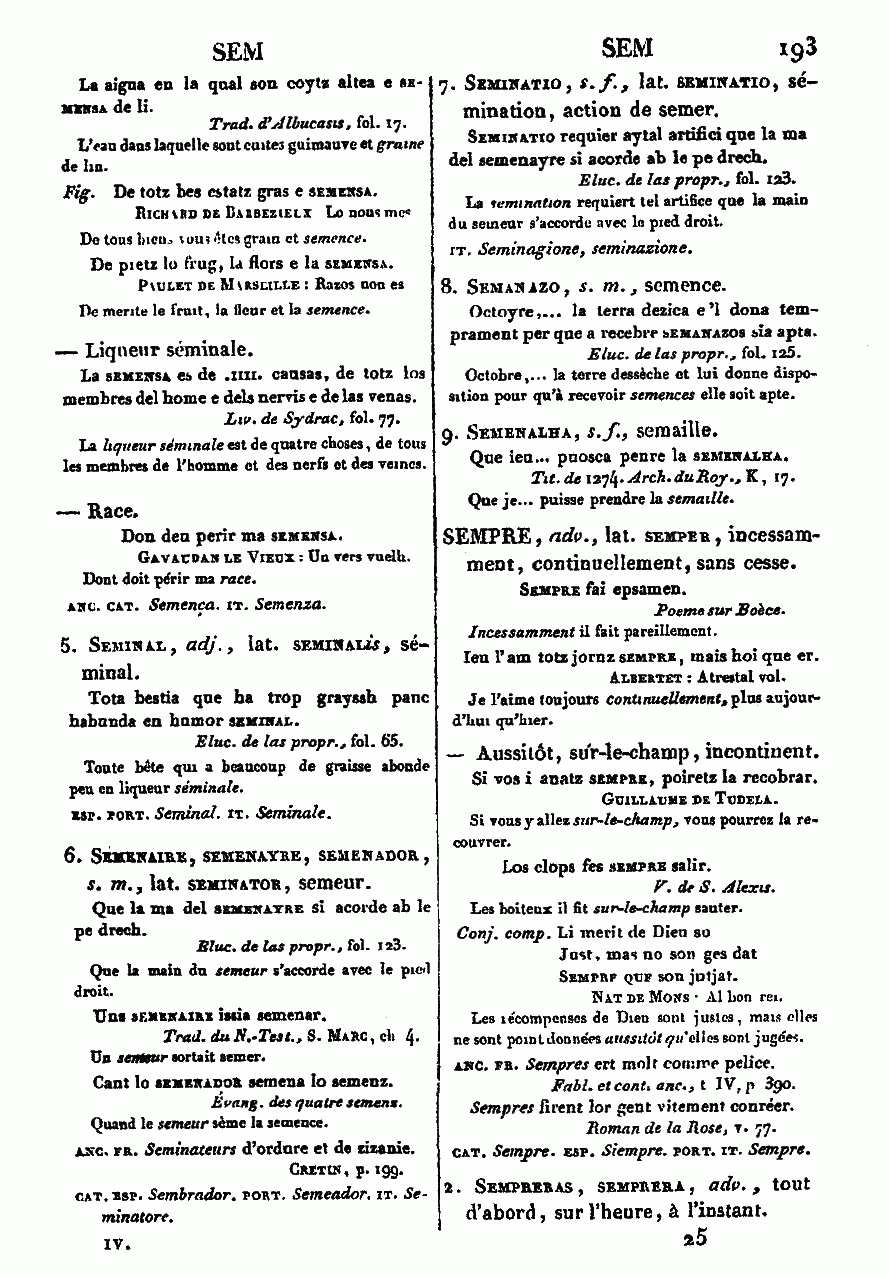 SEM
SEM 193
La aigua en la qual son coytz altea e SE-
MENSA de li.
Trad. d'Albucasis, fol. 17.
L'eau dans laquelle sont cuites guimauve et graine
de lin.
Fig. De totz bes estatz gras e SEMENSA.
RICHARD DE BARBEZIEUX
De tous biens vous êtes grain et semence.
De pietz lo frug, la flors e la SEMENSA.
PAULET DE MARSEILLE : Razos non es
De merite le fruit, la fleur et la semence.
— Liqueur séminale.
La SEMENSA es de .IIII. causas, de totz los
membres del home e dels nervis e de las venas.
Liv. de Sydrac, fol. 77.
La liqueur séminale est de quatre choses, de tous
les membres de l'homme et des nerfs et des veines.
— Race.
Don deu perir ma SEMENSA.
GAVAUDAN LE VIEUX : Un vers vuelh.
Dont doit périr ma race.
ANC. CAT. Semença. IT. Semenza.
5. SEMINAL, adj., lat. SEMINALis, sé-
minal.
Tota bestia que ha trop grayssh panc
habunda en humor SEMINAL.
Eluc. de las propr., fol. 65.
Toute bête qui a beaucoup de graisse abonde
peu en liqueur séminale.
ESP. PORT. Seminal. IT. Seminale.
6. SEMENAIRE, SEMENAYRE, SEMENADOR,
s. m., lat. SEMINATOR, semeur.
Que la ma del SEMENAYRE si acorde ab le
pe drech.
Eluc. de las propr., fol. 123.
Que la main du semeur s'accorde avec le pied
droit.
Uns SEMENAIRE issia semenar.
Trad. du N.-Test., S. MARC, ch 4.
Un semeur sortait semer.
Cant lo SEMENADOR semena lo semenz.
Évang. des quatre semens.
Quand le semeur sème la semence.
ANC. FR. Seminateurs d'ordure et de zizanie.
CRETIN, p. 199.
CAT. ESP. Sembrador. PORT. Semeador. IT. Se-
minatore.
IV.
7. SEMINATIO, s. f., lat. SEMINATIO, sé-
mination, action de semer.
SEMINATIO requier aytal artifici que la ma
del semenayre si acorde ab le pe drech.
Eluc. de las propr., fol. 123.
La semination requiert tel artifice que la main
du semeur s'accorde avec le pied droit.
IT. Seminagione, seminazione.
8. SEMANAZO, s. m., semence.
Octoyre,... la terra dezica e'l dona tem-
prament per que a recebre SEMANAZOS sia apta.
Eluc. de las propr., fol. 125.
Octobre,... la terre dessèche et lui donne dispo-
sition pour qu'à recevoir semences elle soit apte.
9. SEMENALHA, s. f., semaille.
Que ieu... puosca penre la SEMENALHA.
Tit. de 1274. Arch. du Roy., K, 17.
Que je... puisse prendre la semaille.
SEMPRE, adv., lat. SEMPER, incessam-
ment, continuellement, sans cesse.
SEMPRE fai epsamen.
Poeme sur Boèce.
Incessamment il fait pareillement.
Ieu l'am totz jornz SEMPRE, mais hoi que er.
ALBERTET : Atrestal vol.
Je l'aime toujours continuellement, plus aujour-
d'hui qu'hier.
— Aussitôt, sur-le-champ, incontinent.
Si vos i anatz SEMPRE, poiretz la recobrar.
GUILLAUME DE TUDELA.
Si vous y allez sur-le-champ, vous pourrez la re-
couvrer.
Los clops fes SEMPRE salir.
V. de S. Alexis.
Les boiteux il fit sur-le-champ sauter.
Conj. comp. Li merit de Dieu so
Just, mas no son ges dat
SEMPRE QUE son jutjat.
NAT DE MONS : Al bon rei.
Les récompenses de Dieu sont justes, mais elles
ne sont point données aussitôt qu'elles sont jugées.
ANC. FR. Sempres ert molt comme pelice.
Fabl. et cont. anc., t IV, p 390.
Sempres firent lor gent vitement conréer.
Roman de la Rose, v. 77.
CAT. Sempre. ESP. Siempre. PORT. IT. Sempre.
2. SEMPRERAS, SEMPRERA, adv., tout
d'abord, sur l'heure, à l'instant.
25